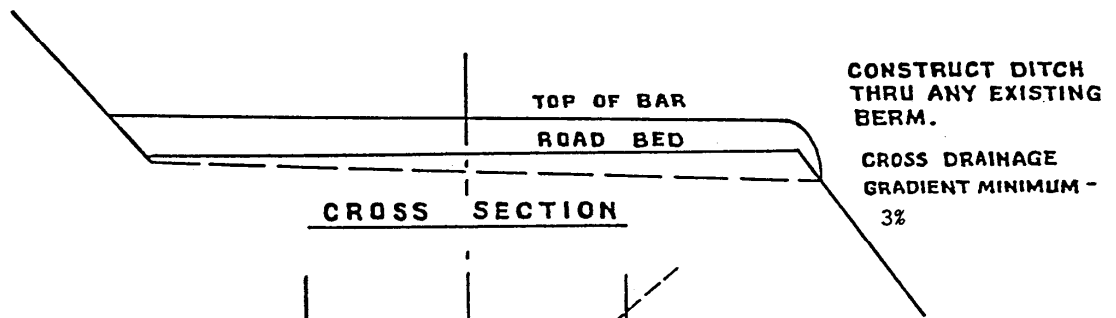 TOP OF BAR
ROAD BED
CROSS SECTION
CONSTRUCT DITCH
THRU ANY EXISTING
BERM.
CROSS DRAINAGE
GRADIENT MINIMUM -
3%